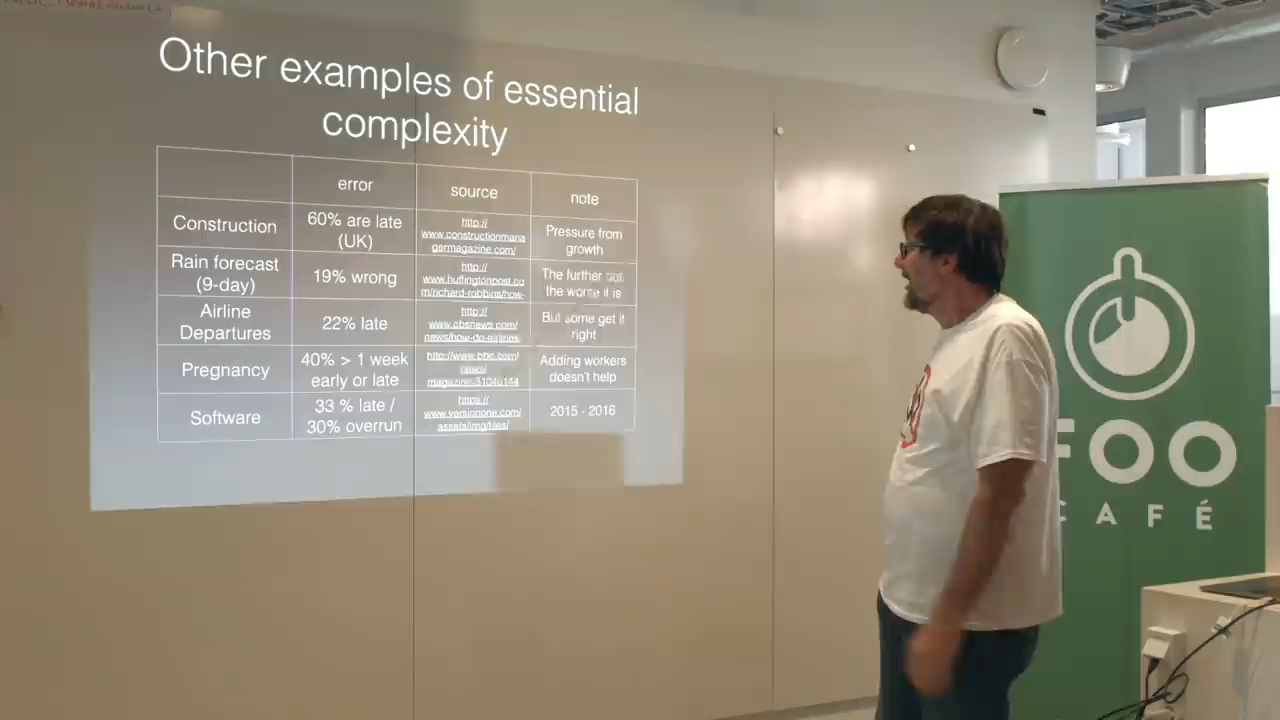 Other examples of essential
complexity
error
source
note
Construction
60% are late
(UK)
http://
www.constructionmana
germagazine.com/
Pressure from
growth
Rain forecast
(9-day)
19% wrong
http://
www.huffingtonpost.co
m/richard-robbins/how-
The further out
the worse it is
Airline
Departures
22% late
http://
www.cbsnews.com/
news/how-do-airlines-
But some get it
right
Pregnancy
40% > 1 week
early or late
http://www.bbc.com/
news/
Adding workers
doesn't help
Software
33 % late /
30% overrun
https://
www.versionone.com/
assets/img/files/
2015 - 2016
FOO
CAFÉ